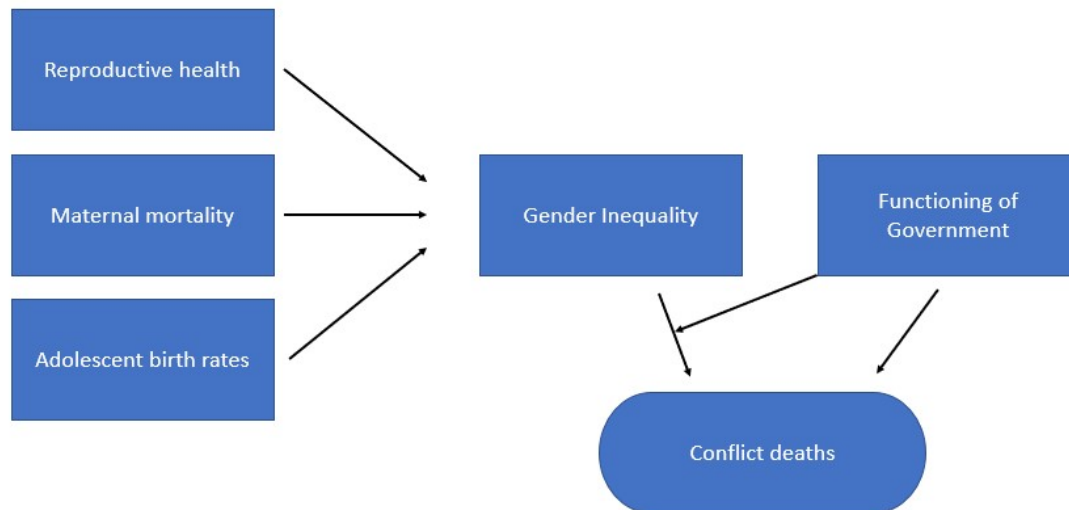 Reproductive health
Maternal mortality
Adolescent birth rates
Gender Inequality
Functioning of
Government
Conflict deaths